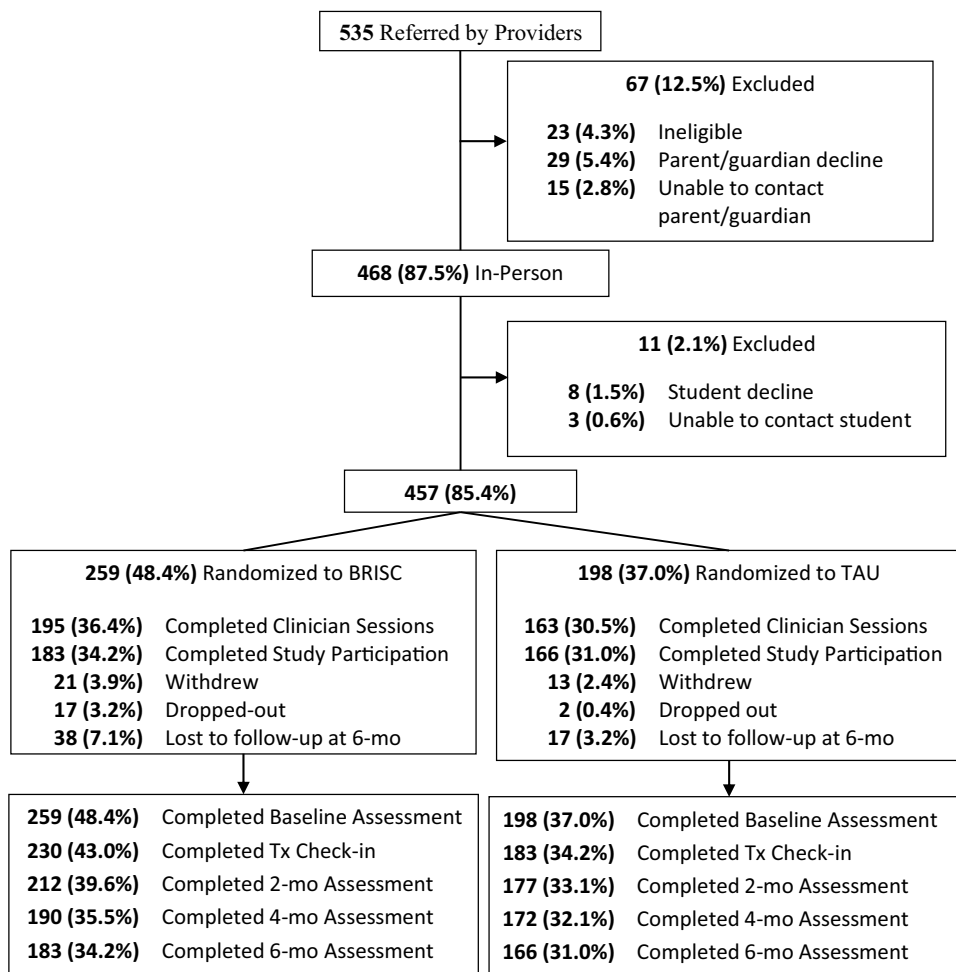 535 Referred by Providers
67 (12.5%) Excluded
23 (4.3%) Ineligible
29 (5.4%) Parent/guardian decline
15 (2.8%) Unable to contact
parent/guardian
468 (87.5%) In-Person
11 (2.1%) Excluded
8 (1.5%) Student decline
3 (0.6%) Unable to contact student
457 (85.4%)
259 (48.4%) Randomized to BRISC
195 (36.4%) Completed Clinician Sessions
183 (34.2%) Completed Study Participation
21 (3.9%) Withdrew
17 (3.2%) Dropped-out
38 (7.1%) Lost to follow-up at 6-mo
198 (37.0%) Randomized to TAU
163 (30.5%) Completed Clinician Sessions
166 (31.0%) Completed Study Participation
13 (2.4%) Withdrew
2 (0.4%) Dropped out
17 (3.2%) Lost to follow-up at 6-mo
259 (48.4%) Completed Baseline Assessment
230 (43.0%) Completed Tx Check-in
212 (39.6%) Completed 2-mo Assessment
190 (35.5%) Completed 4-mo Assessment
183 (34.2%) Completed 6-mo Assessment
198 (37.0%) Completed Baseline Assessment
183 (34.2%) Completed Tx Check-in
177 (33.1%) Completed 2-mo Assessment
172 (32.1%) Completed 4-mo Assessment
166 (31.0%) Completed 6-mo Assessment